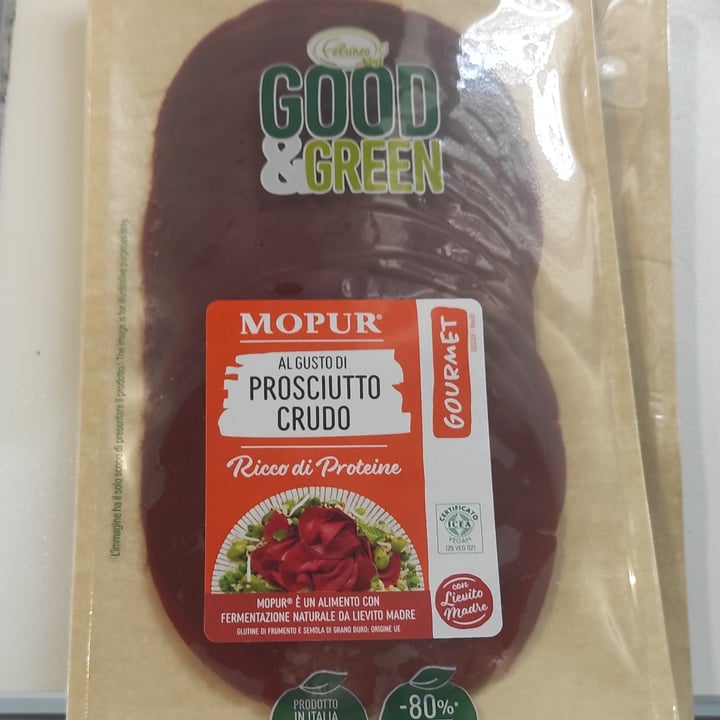 Felsineo
GOOD
&GREEN
MOPUR®
AL GUSTO DI
PROSCIUTTO
CRUDO
Ricco di Proteine
MOPUR® È UN ALIMENTO CON
FERMENTAZIONE NATURALE DA LIEVITO MADRE
GLUTINE DI FRUMENTO E SEMOLA DI GRANO DURO: ORIGINE UE
GOURMET
CERTIFICATO
ICEA
VEGAN
129 VEG 021
con
Lievito
Madre
L'immagine ha il solo scopo di presentare il prodotto\ The image is for illustrative purposes only.
PRODOTTO
IN ITALIA
-80%*